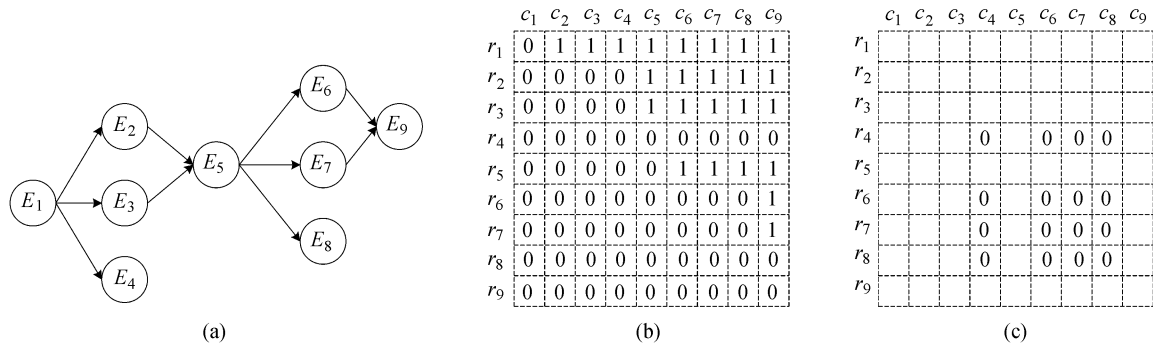 c1 c2 c3 c4 c5 c6 c7 c8 c9
r1 0 1 1 1 1 1 1 1 1
r2 0 0 0 0 1 1 1 1 1
r3 0 0 0 0 1 1 1 1 1
r4 0 0 0 0 0 0 0 0 0
r5 0 0 0 0 0 1 1 1 1
r6 0 0 0 0 0 0 0 0 1
r7 0 0 0 0 0 0 0 0 1
r8 0 0 0 0 0 0 0 0 0
r9 0 0 0 0 0 0 0 0 0
c1 c2 c3 c4 c5 c6 c7 c8 c9
r1
r2
r3
r4 0 0 0 0
r5
r6 0 0 0 0
r7 0 0 0 0
r8 0 0 0 0
r9
E1
E2
E3
E4
E5
E6
E7
E8
E9
(a)
(b)
(c)